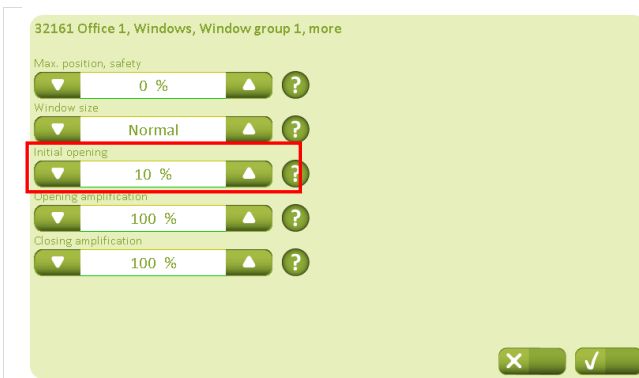 32161 Office 1, Windows, Window group 1, more
Max. position, safety
0 %
?
Window size
Normal
?
Initial opening
10 %
?
Opening amplification
100 %
?
Closing amplification
100 %
?